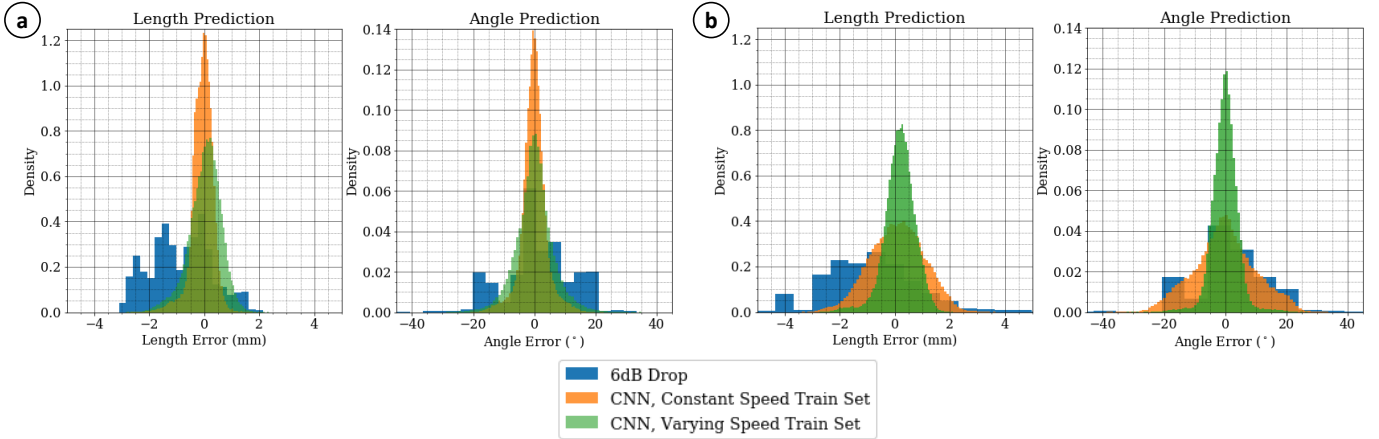 a
Length Prediction
Density
1.2
1.0
0.8
0.6
0.4
0.2
0.0
−4 −2 0 2 4
Length Error (mm)
Angle Prediction
Density
0.14
0.12
0.10
0.08
0.06
0.04
0.02
0.00
−40 −20 0 20 40
Angle Error (°)
b
Length Prediction
Density
1.2
1.0
0.8
0.6
0.4
0.2
0.0
−4 −2 0 2 4
Length Error (mm)
Angle Prediction
Density
0.14
0.12
0.10
0.08
0.06
0.04
0.02
0.00
−40 −20 0 20 40
Angle Error (°)
6dB Drop
CNN, Constant Speed Train Set
CNN, Varying Speed Train Set